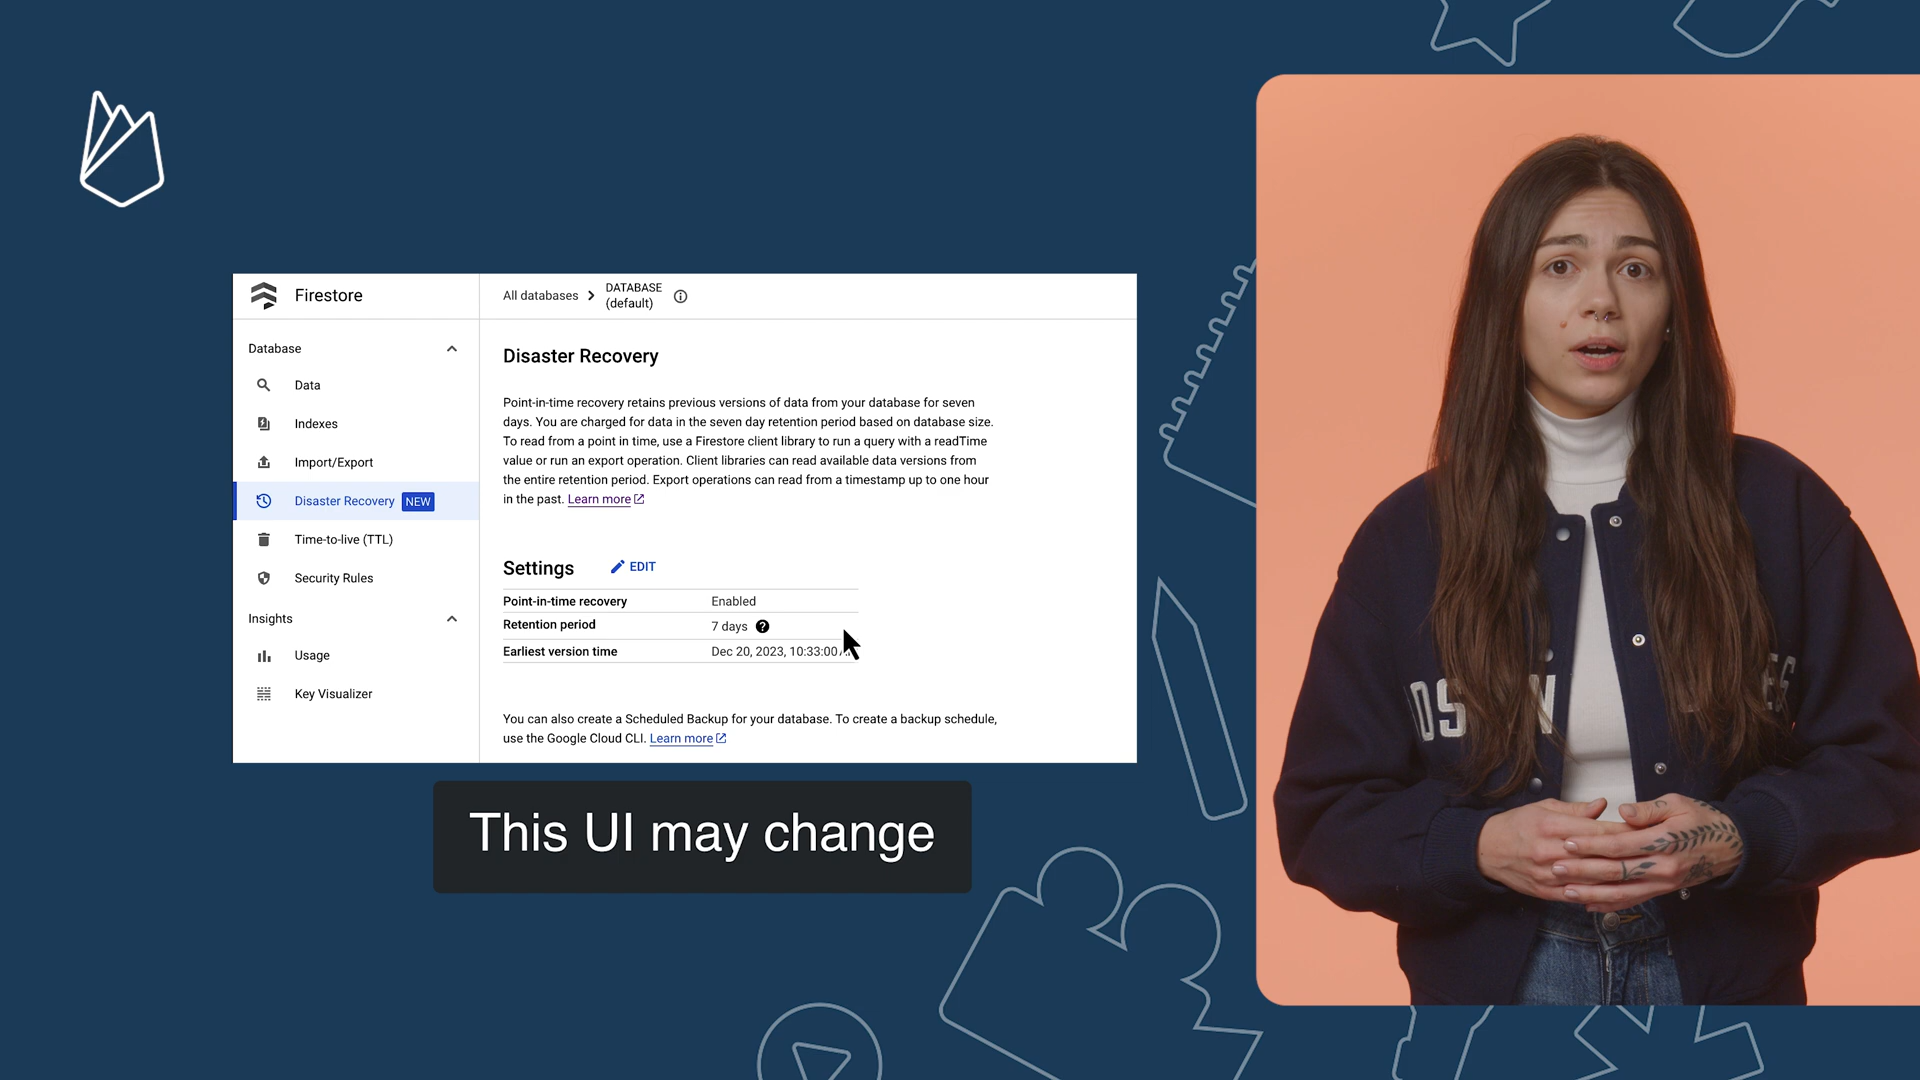 Firestore
All databases
DATABASE
(default)
Database
Data
Indexes
Import/Export
Disaster Recovery NEW
Time-to-live (TTL)
Security Rules
Insights
Usage
Key Visualizer
Disaster Recovery
Point-in-time recovery retains previous versions of data from your database for seven
days. You are charged for data in the seven day retention period based on database size.
To read from a point in time, use a Firestore client library to run a query with a readTime
value or run an export operation. Client libraries can read available data versions from
the entire retention period. Export operations can read from a timestamp up to one hour
in the past. Learn more
Settings EDIT
Point-in-time recovery Enabled
Retention period 7 days
Earliest version time Dec 20, 2023, 10:33:00
You can also create a Scheduled Backup for your database. To create a backup schedule,
use the Google Cloud CLI. Learn more
This UI may change